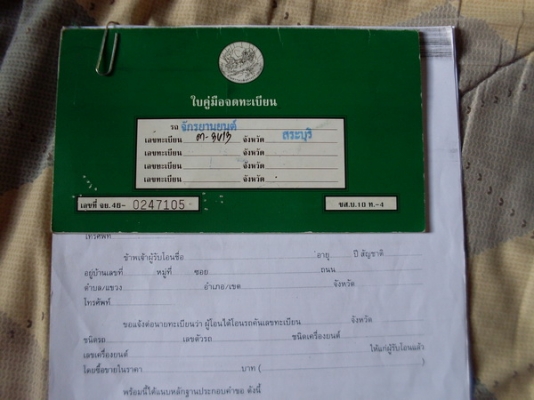 ใบคู่มือจดทะเบียน
รถ จักรยานยนต์
เลขทะเบียน จังหวัด สระบุรี
เลขทะเบียน จังหวัด
เลขทะเบียน จังหวัด
เลขทะเบียน จังหวัด
เลขที่ จย. 48- 0247105
ขส.บ.10 ท.-4
โทรศัพท์
ข้าพเจ้าผู้รับโอนชื่อ อายุ ปี สัญชาติ
อยู่บ้านเลขที่ หมู่ที่ ซอย ถนน
ตำบล/แขวง อำเภอ/เขต จังหวัด
โทรศัพท์
ขอแจ้งต่อนายทะเบียนว่า ผู้โอนได้โอนรถคันเลขทะเบียน จังหวัด
ชนิดรถ เลขตัวรถ ชนิดเครื่องยนต์
เลขเครื่องยนต์ ให้แก่ผู้รับโอนแล้ว
โดยซื้อขายในราคา บาท ( )
พร้อมนี้ได้แนบหลักฐานประกอบคำขอ ดังนี้